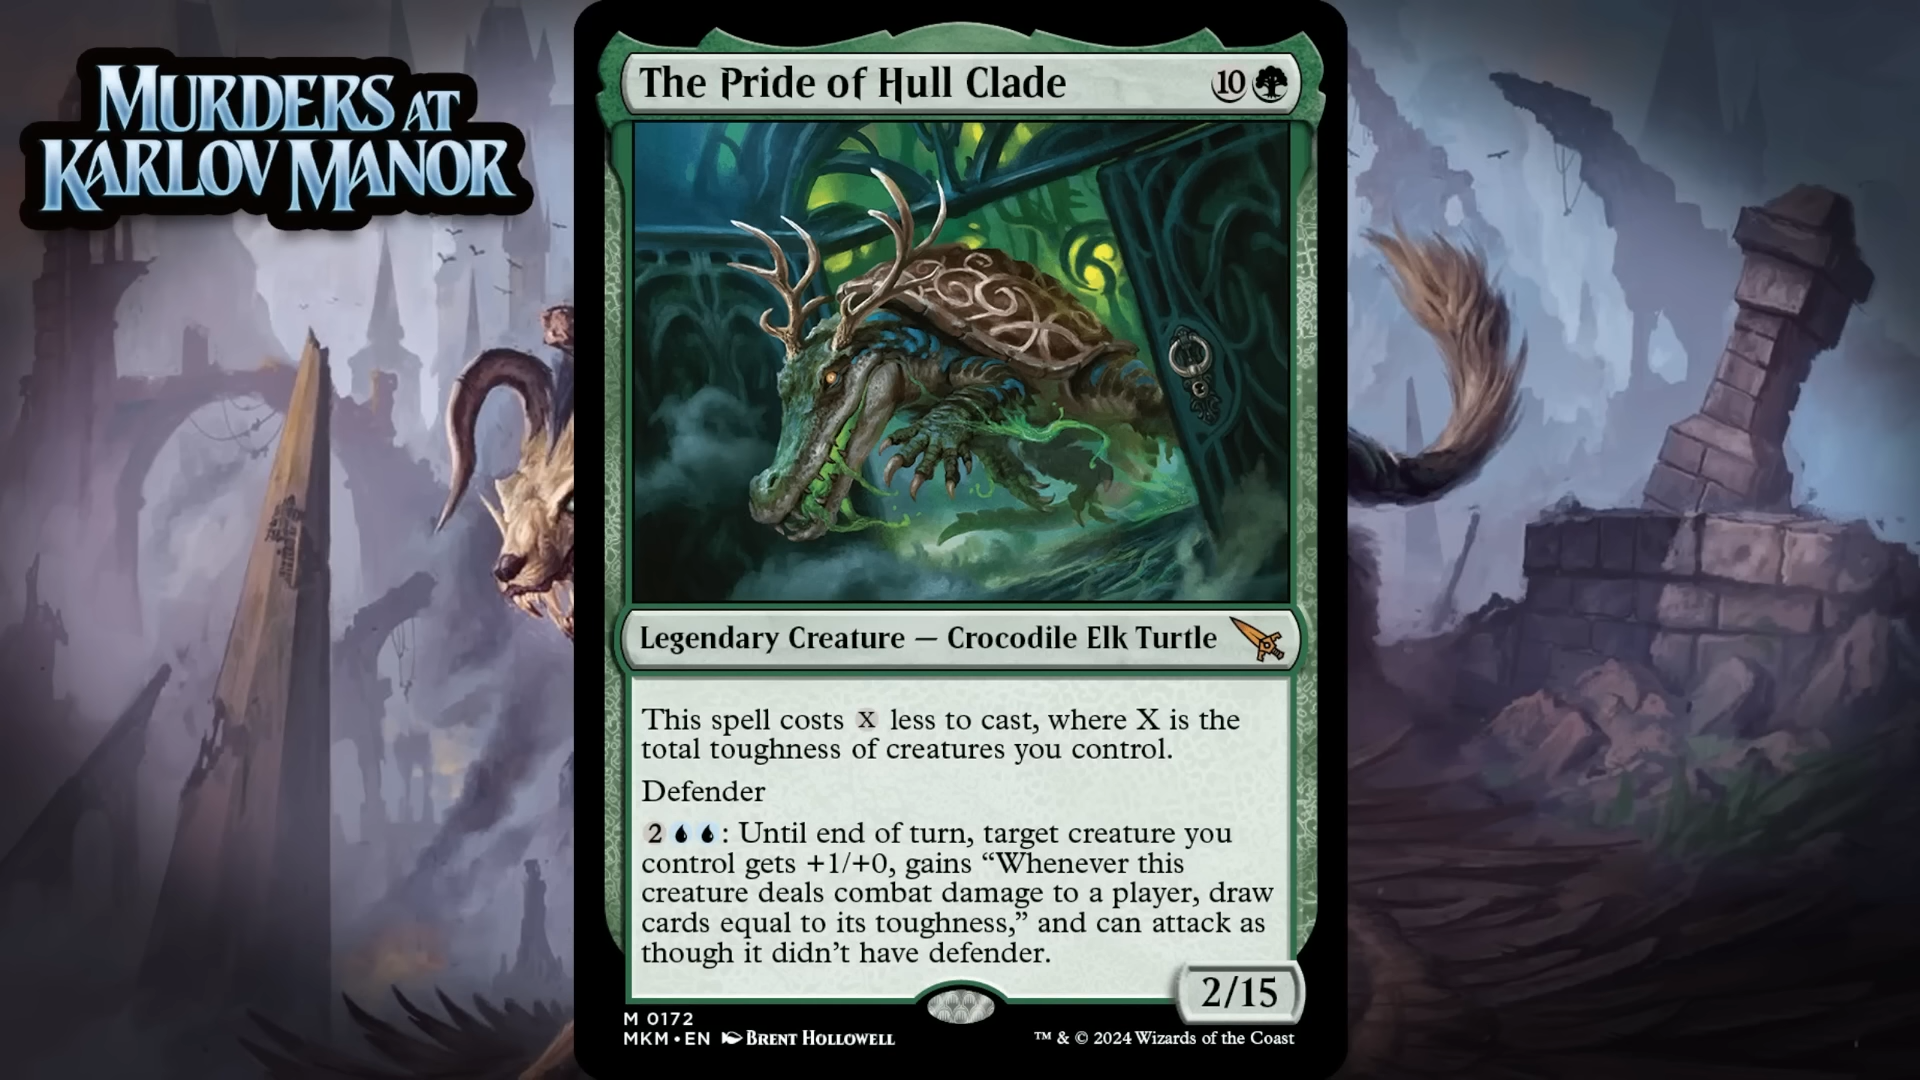 MURDERS AT
KARLOV MANOR
The Pride of Hull Clade 10
Legendary Creature — Crocodile Elk Turtle
This spell costs X less to cast, where X is the
total toughness of creatures you control.
Defender
2 : Until end of turn, target creature you
control gets +1/+0, gains “Whenever this
creature deals combat damage to a player, draw
cards equal to its toughness,” and can attack as
though it didn’t have defender.
2/15
M 0172
MKM • EN BRENT HOLLOWELL
™ & © 2024 Wizards of the Coast